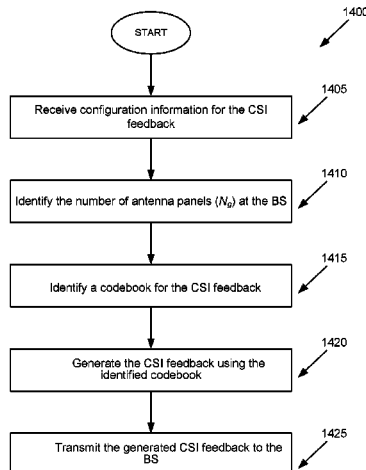 START
1400
Receive configuration information for the CSI
feedback
1405
Identify the number of antenna panels (Ng) at the BS
1410
Identify a codebook for the CSI feedback
1415
Generate the CSI feedback using the
identified codebook
1420
Transmit the generated CSI feedback to the
BS
1425